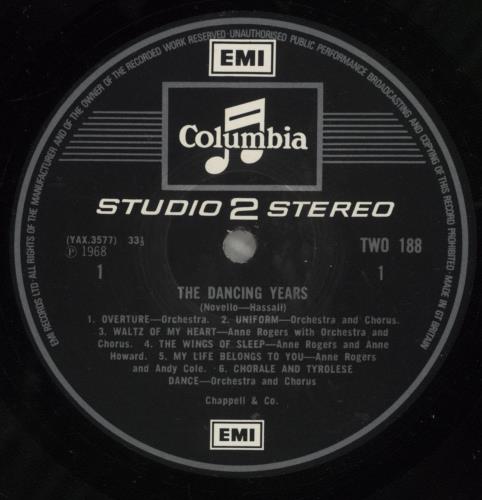 EMI RECORDS LTD ALL RIGHTS OF THE MANUFACTURER AND OF THE OWNER OF THE RECORDED WORK RESERVED · UNAUTHORISED PUBLIC PERFORMANCE BROADCASTING AND COPYING OF THIS RECORD PROHIBITED · MADE IN GT BRITAIN
EMI
Columbia
STUDIO 2 STEREO
(YAX.3577) 33⅓ TWO 188
Ⓟ 1968
1 1
THE DANCING YEARS
(Novello—Hassall)
1. OVERTURE—Orchestra. 2. UNIFORM—Orchestra and Chorus.
3. WALTZ OF MY HEART—Anne Rogers with Orchestra and
Chorus. 4. THE WINGS OF SLEEP—Anne Rogers and Anne
Howard. 5. MY LIFE BELONGS TO YOU—Anne Rogers
and Andy Cole. · 6. CHORALE AND TYROLESE
DANCE—Orchestra and Chorus
Chappell & Co.
EMI